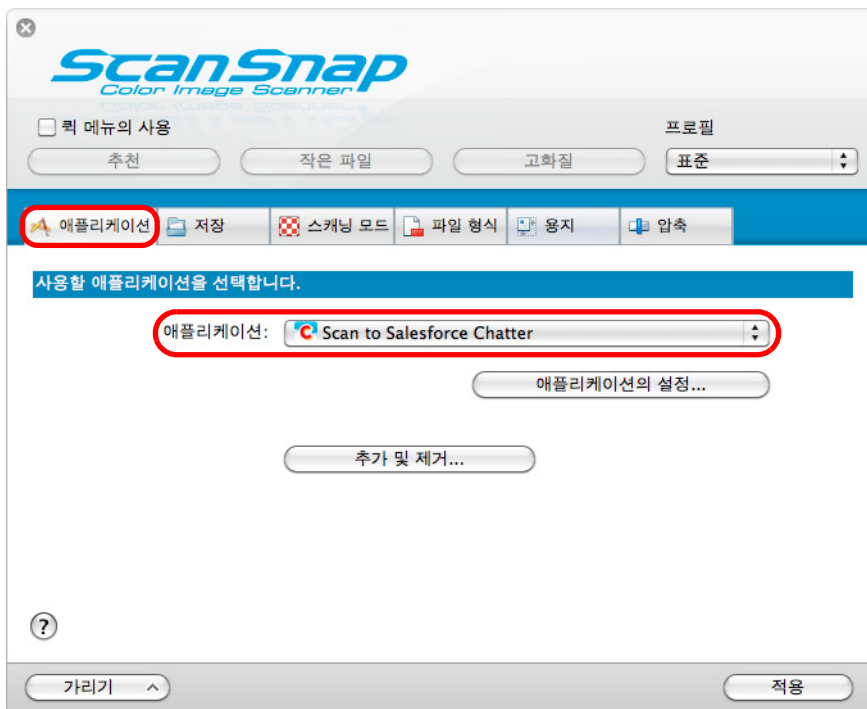 ScanSnap
Color Image Scanner
퀵 메뉴의 사용
프로필
추천
작은 파일
고화질
표준
애플리케이션
저장
스캐닝 모드
파일 형식
용지
압축
사용할 애플리케이션을 선택합니다.
애플리케이션: C Scan to Salesforce Chatter
애플리케이션의 설정...
추가 및 제거...
?
가리기
적용